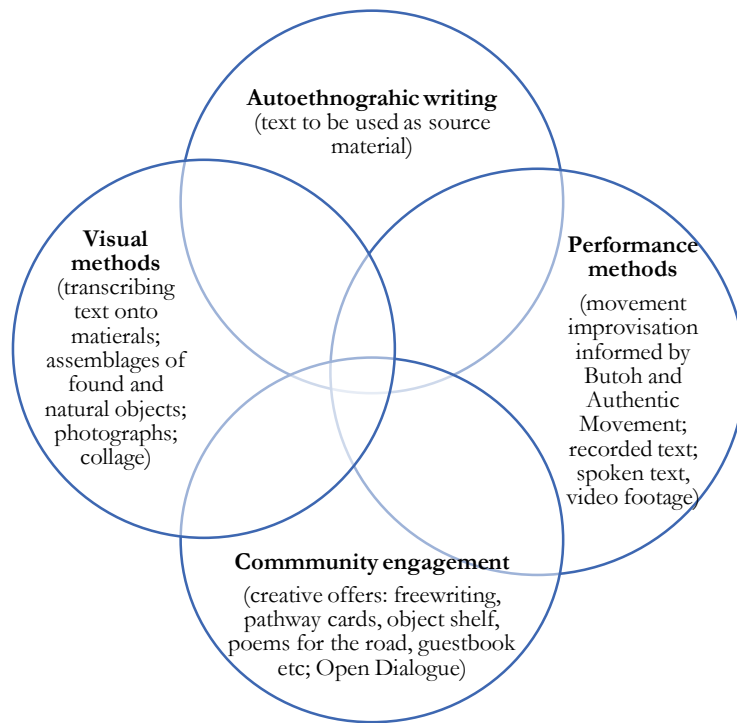 Autoethnograhic writing
(text to be used as source
material)
Visual
methods
(transcribing
text onto
matierals;
assemblages of
found and
natural objects;
photographs;
collage)
Performance
methods
(movement
improvisation
informed by
Butoh and
Authentic
Movement;
recorded text;
spoken text,
video footage)
Commmunity engagement
(creative offers: freewriting,
pathway cards, object shelf,
poems for the road, guestbook
etc; Open Dialogue)